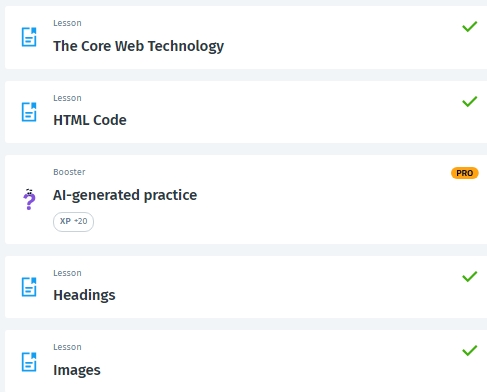 Lesson
The Core Web Technology
Lesson
HTML Code
Booster
PRO
AI-generated practice
XP +20
Lesson
Headings
Lesson
Images